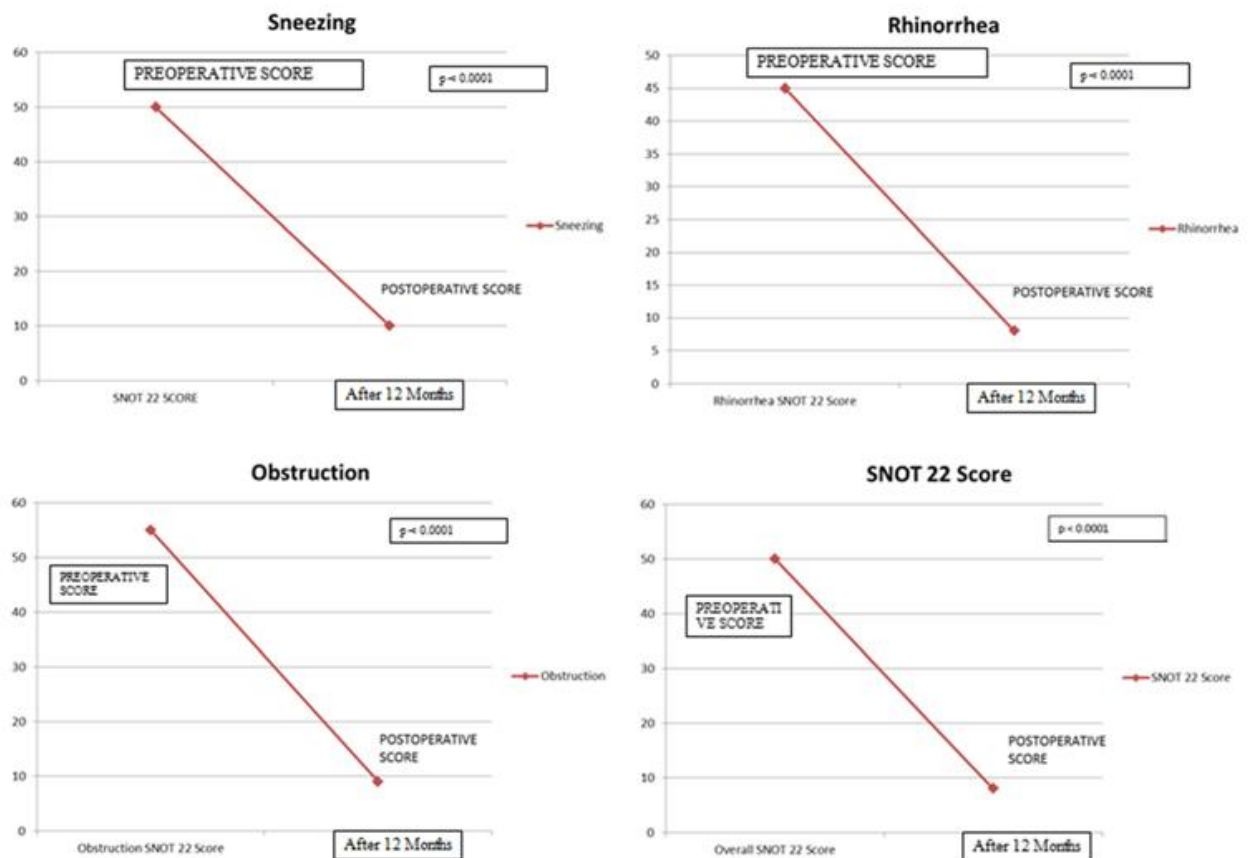 Sneezing
60
50
40
30
20
10
0
PREOPERATIVE SCORE
p < 0.0001
Sneezing
POSTOPERATIVE SCORE
SNOT 22 SCORE
After 12 Months
Rhinorrhea
50
45
40
35
30
25
20
15
10
5
0
PREOPERATIVE SCORE
p < 0.0001
Rhinorrhea
POSTOPERATIVE SCORE
Rhinorrhea SNOT 22 Score
After 12 Months
Obstruction
60
50
40
30
20
10
0
p < 0.0001
PREOPERATIVE
SCORE
Obstruction
POSTOPERATIVE
SCORE
Obstruction SNOT 22 Score
After 12 Months
SNOT 22 Score
60
50
40
30
20
10
0
p < 0.0001
PREOPERATI
VE SCORE
SNOT 22 Score
POSTOPERATIVE
SCORE
Overall SNOT 22 Score
After 12 Months